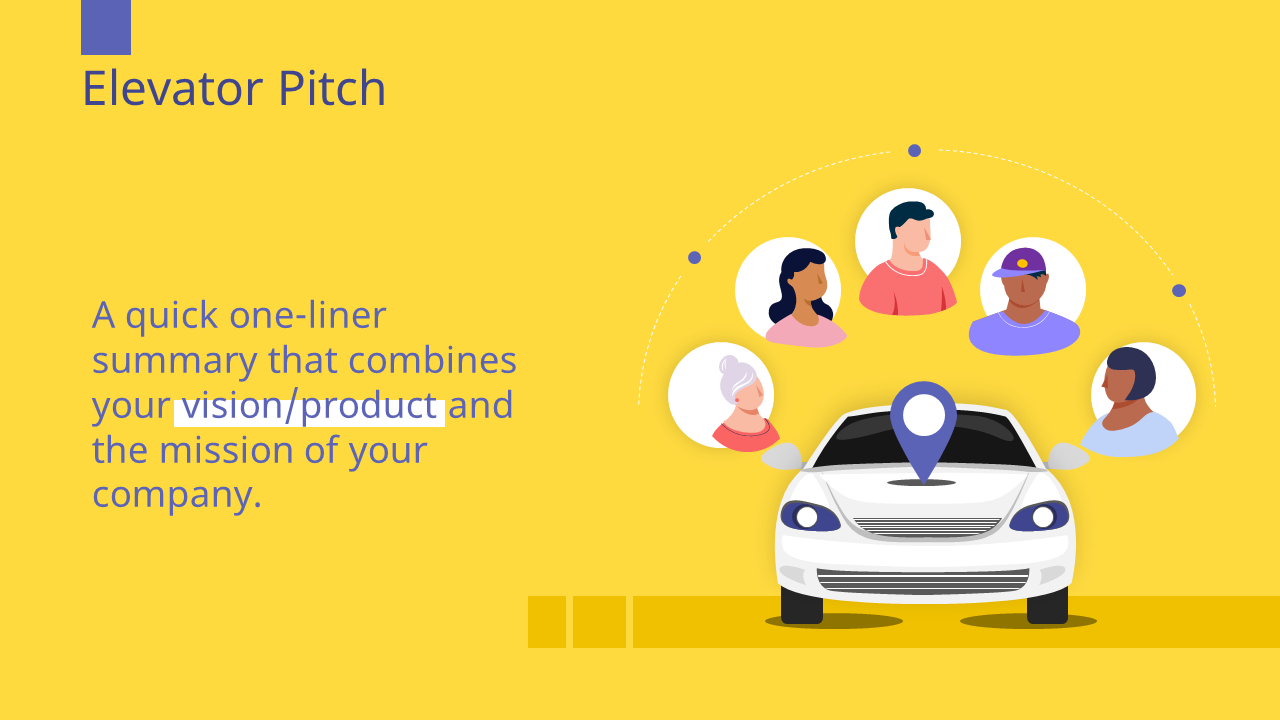 Elevator Pitch
A quick one-liner
summary that combines
your vision/product and
the mission of your
company.